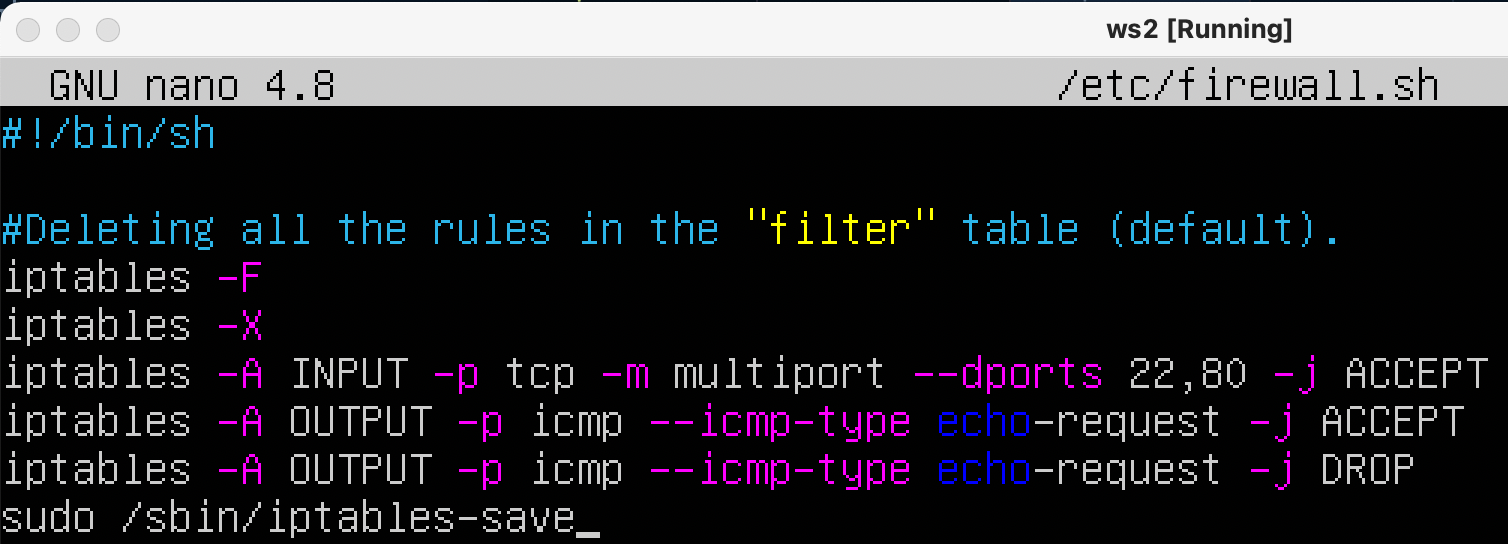 ws2 [Running]
GNU nano 4.8 /etc/firewall.sh
#!/bin/sh
#Deleting all the rules in the "filter" table (default).
iptables -F
iptables -X
iptables -A INPUT -p tcp -m multiport --dports 22,80 -j ACCEPT
iptables -A OUTPUT -p icmp --icmp-type echo-request -j ACCEPT
iptables -A OUTPUT -p icmp --icmp-type echo-request -j DROP
sudo /sbin/iptables-save